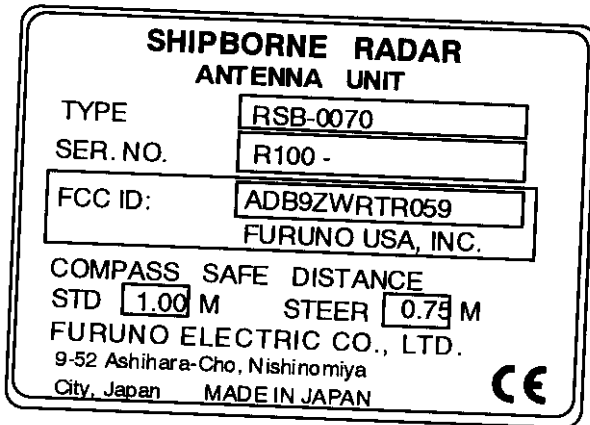 SHIPBORNE RADAR
ANTENNA UNIT
TYPE RSB-0070
SER. NO. R100 -
FCC ID: ADB9ZWRTR059
FURUNO USA, INC.
COMPASS SAFE DISTANCE
STD 1.00 M STEER 0.75 M
FURUNO ELECTRIC CO., LTD.
9-52 Ashihara-Cho, Nishinomiya
City, Japan MADE IN JAPAN CE